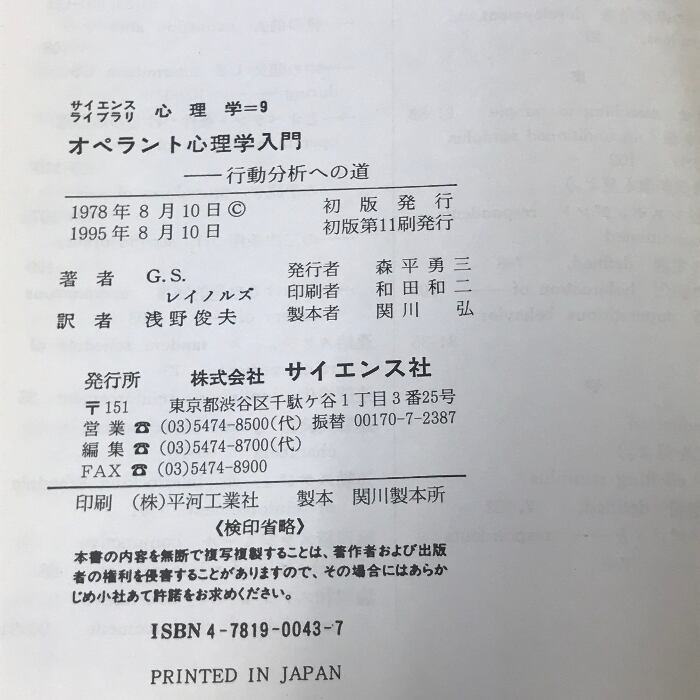 サイエンス
ライブラリ 心理学=9
オペラント心理学入門
――行動分析への道
1978年8月10日© 初版発行
1995年8月10日 初版第11刷発行
著者 G.S. レイノルズ
訳者 浅野俊夫
発行者 森平勇三
印刷者 和田和二
製本者 関川 弘
発行所 株式会社 サイエンス社
〒151 東京都渋谷区千駄ケ谷1丁目3番25号
営業☎(03)5474-8500(代) 振替 00170-7-2387
編集☎(03)5474-8700(代)
FAX☎(03)5474-8900
印刷 (株)平河工業社 製本 関川製本所
《検印省略》
本書の内容を無断で複写複製することは、著作者および出版
者の権利を侵害することがありますので、その場合にはあらか
じめ小社あて許諾をお求めください。
ISBN4-7819-0043-7
PRINTED IN JAPAN